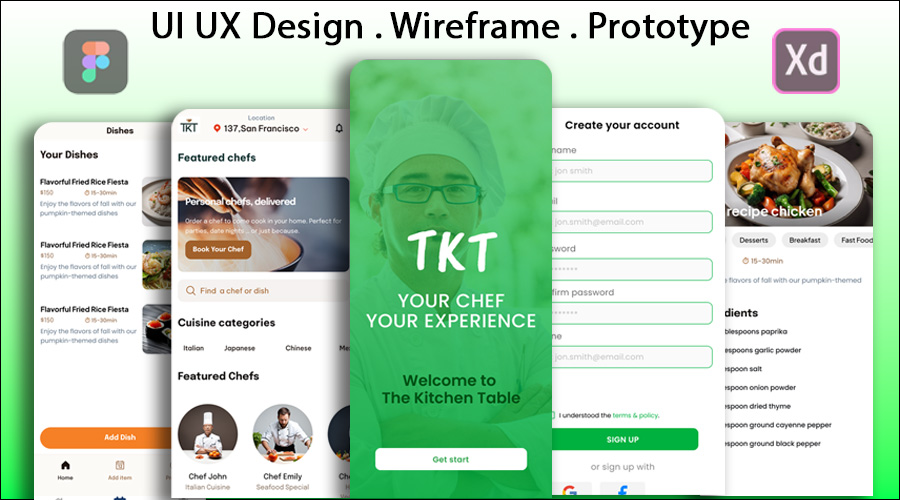 UI UX Design . Wireframe . Prototype
Xd
Dishes
Your Dishes
Flavorful Fried Rice Fiesta
$150
15-30min
Enjoy the flavors of fall with our
pumpkin-themed dishes
Flavorful Fried Rice Fiesta
$150
15-30min
Enjoy the flavors of fall with our
pumpkin-themed dishes
Flavorful Fried Rice Fiesta
$150
15-30min
Enjoy the flavors of fall with our
pumpkin-themed dishes
Add Dish
Home
Add item
Promo
TKT
Location
137,San Francisco
Featured chefs
Personal chefs, delivered
Order a chef to come cook in your home. Perfect for
parties, date nights ... or just because.
Book Your Chef
Find a chef or dish
Cuisine categories
Italian
Japanese
Chinese
Me
Featured Chefs
Chef John
Italian Cuisine
Chef Emily
Seafood Special
TKT
YOUR CHEF
YOUR EXPERIENCE
Welcome to
The Kitchen Table
Get start
Create your account
name
jon smith
ail
jon.smith@email.com
sword
firm password
ne
jon.smith@email.com
I understood the terms & policy.
SIGN UP
or sign up with
recipe chicken
Desserts
Breakfast
Fast Food
15-30min
flavors of fall with our pumpkin-themed
dients
blespoons paprika
espoons garlic powder
espoon salt
spoon onion powder
spoon dried thyme
spoon ground cayenne pepper
spoon ground black pepper